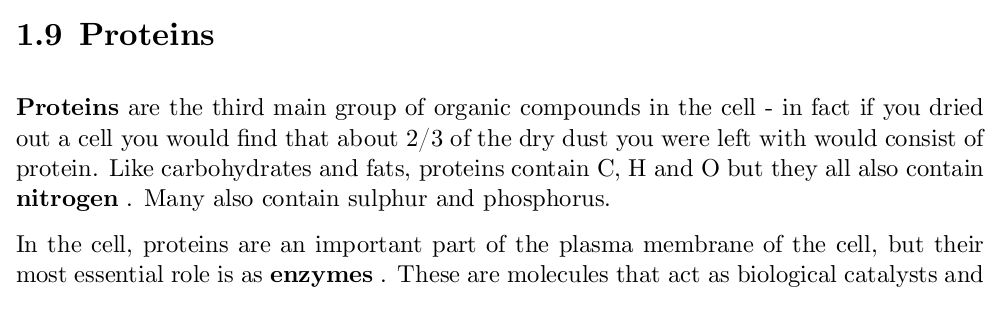 1.9 Proteins
Proteins are the third main group of organic compounds in the cell - in fact if you dried
out a cell you would find that about 2/3 of the dry dust you were left with would consist of
protein. Like carbohydrates and fats, proteins contain C, H and O but they all also contain
nitrogen . Many also contain sulphur and phosphorus.
In the cell, proteins are an important part of the plasma membrane of the cell, but their
most essential role is as enzymes . These are molecules that act as biological catalysts and